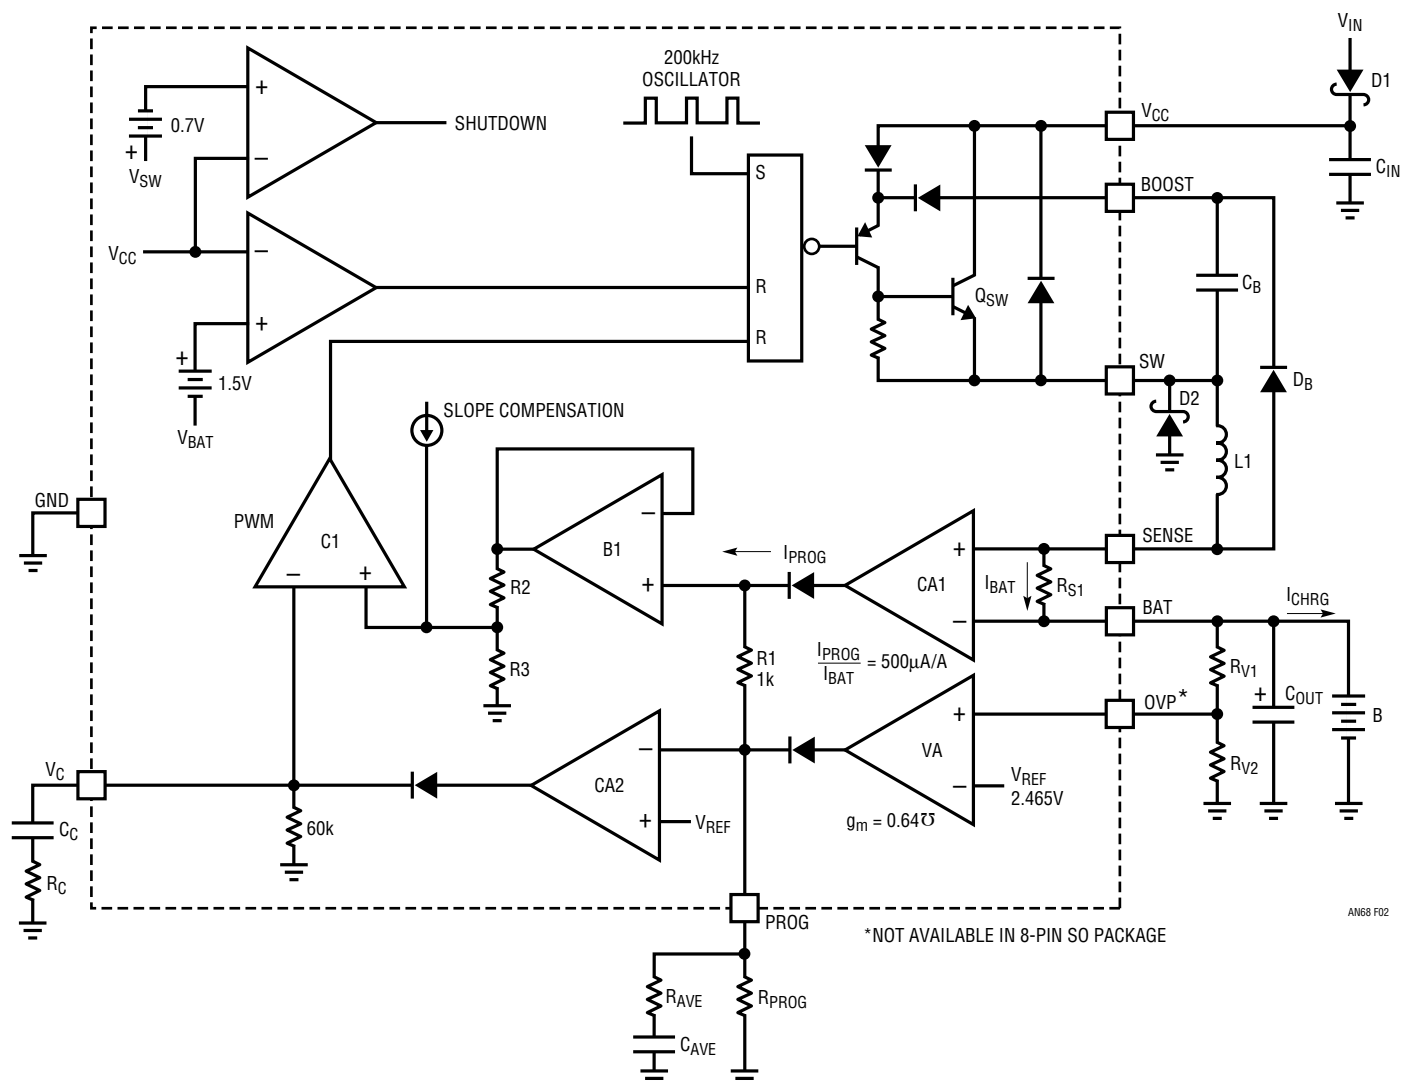 V_IN
200kHz
OSCILLATOR
D1
+
0.7V
SHUTDOWN
V_CC
+
V_SW
−
S
C_IN
BOOST
V_CC
−
R
Q_SW
C_B
+
R
SW
+
1.5V
D2
D_B
SLOPE COMPENSATION
V_BAT
L1
GND
PWM
−
SENSE
C1
B1
I_PROG
+
−
+
R2
+
CA1
I_BAT
R_S1
BAT
I_CHRG
−
R3
R1
1k
I_PROG
I_BAT
= 500µA/A
R_V1
OVP*
+
C_OUT
B
+
V_C
−
VA
R_V2
CA2
−
V_REF
2.465V
C_C
60k
+
V_REF
g_m = 0.64℧
R_C
PROG
AN68 F02
*NOT AVAILABLE IN 8-PIN SO PACKAGE
R_AVE
R_PROG
C_AVE